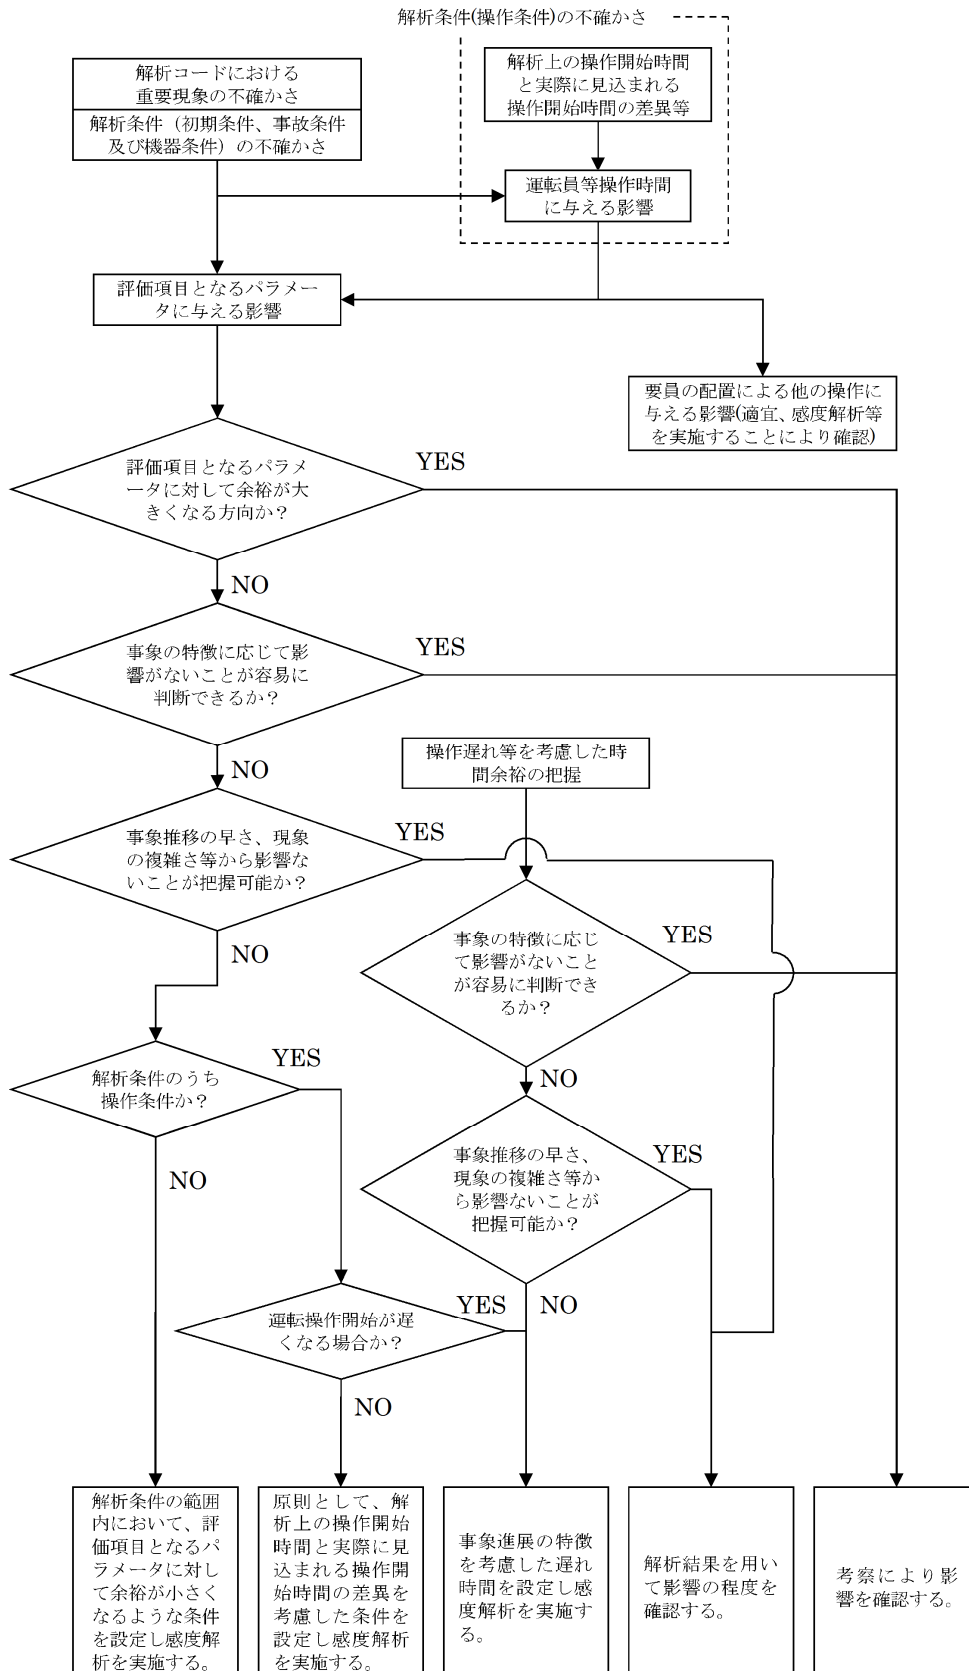 解析条件(操作条件)の不確かさ
解析コードにおける
重要現象の不確かさ
解析条件（初期条件、事故条件
及び機器条件）の不確かさ
解析上の操作開始時間
と実際に見込まれる
操作開始時間の差異等
運転員等操作時間
に与える影響
評価項目となるパラメー
タに与える影響
要員の配置による他の操作に
与える影響(適宜、感度解析等
を実施することにより確認)
評価項目となるパラメ
ータに対して余裕が大
きくなる方向か？
YES
NO
事象の特徴に応じて影
響がないことが容易に
判断できるか？
YES
NO
操作遅れ等を考慮した時
間余裕の把握
事象推移の早さ、現象
の複雑さ等から影響な
いことが把握可能か？
YES
NO
事象の特徴に応じ
て影響がないこと
が容易に判断でき
るか？
YES
NO
解析条件のうち
操作条件か？
YES
NO
事象推移の早さ、
現象の複雑さ等か
ら影響ないことが
把握可能か？
YES
NO
運転操作開始が遅
くなる場合か？
YES
NO
解析条件の範囲
内において、評
価項目となるパ
ラメータに対し
て余裕が小さく
なるような条件
を設定し感度解
析を実施する。
原則として、解
析上の操作開始
時間と実際に見
込まれる操作開
始時間の差異を
考慮した条件を
設定し感度解析
を実施する。
事象進展の特徴
を考慮した遅れ
時間を設定し感
度解析を実施す
る。
解析結果を用い
て影響の程度を
確認する。
考察により影
響を確認する。